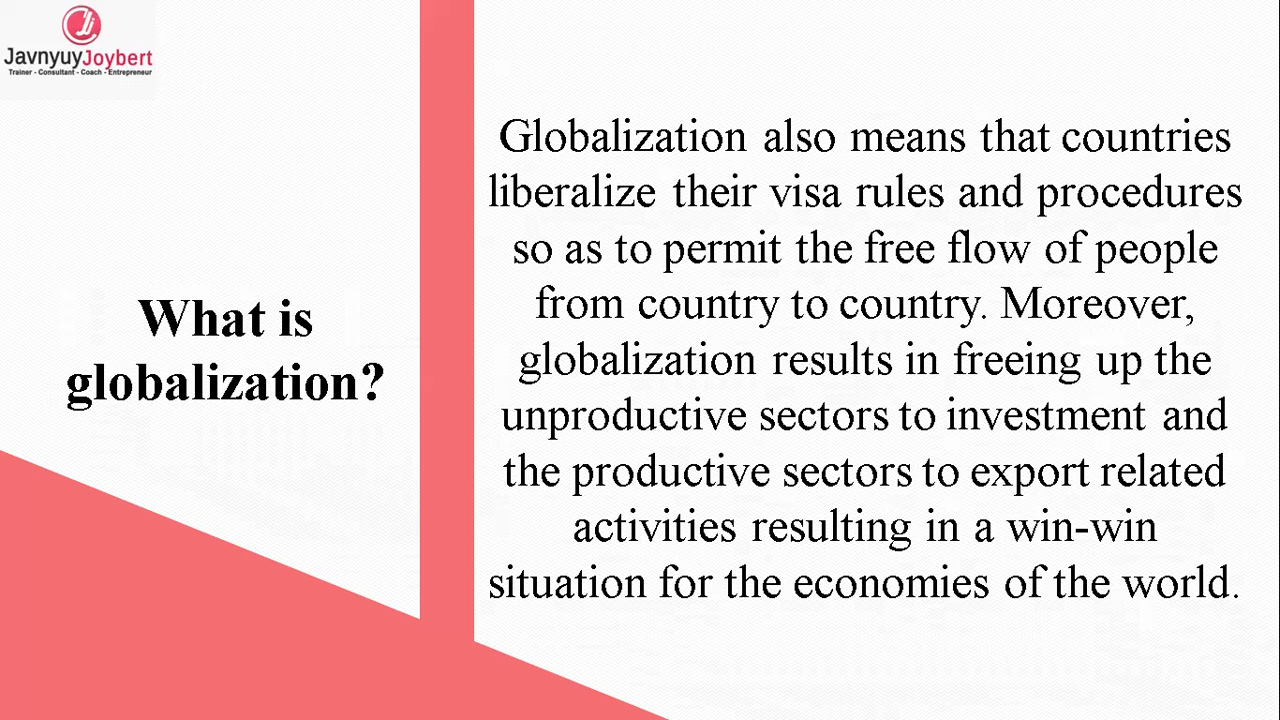 JavnyuyJoybert
Trainer - Consultant - Coach - Entrepreneur
What is
globalization?
Globalization also means that countries
liberalize their visa rules and procedures
so as to permit the free flow of people
from country to country. Moreover,
globalization results in freeing up the
unproductive sectors to investment and
the productive sectors to export related
activities resulting in a win-win
situation for the economies of the world.